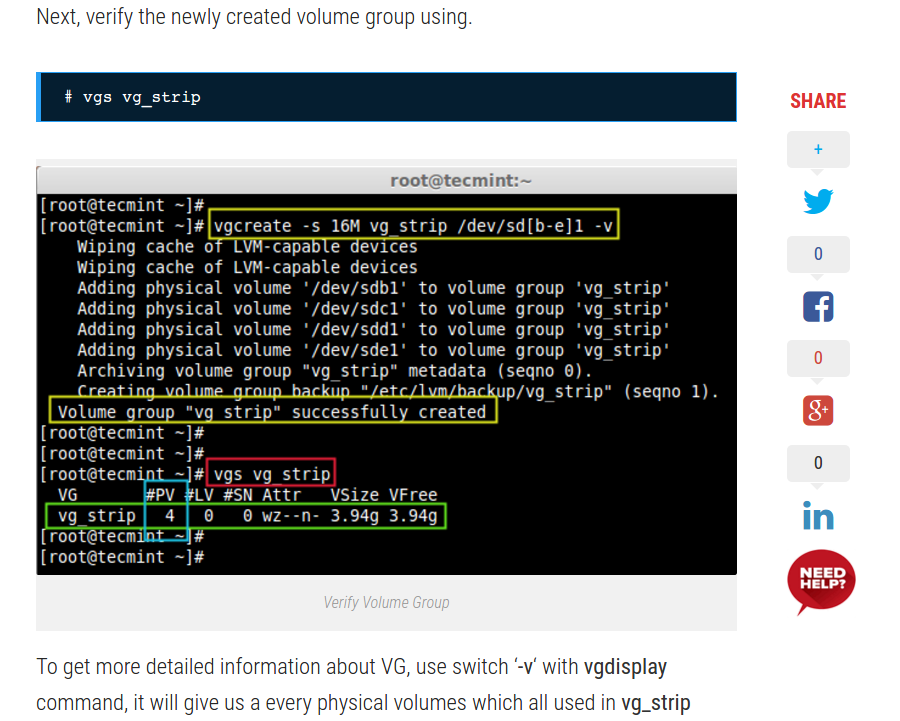 Next, verify the newly created volume group using.
# vgs vg_strip
SHARE
+
root@tecmint:~
[root@tecmint ~]#
[root@tecmint ~]# vgcreate -s 16M vg_strip /dev/sd[b-e]1 -v
Wiping cache of LVM-capable devices
Wiping cache of LVM-capable devices
Adding physical volume '/dev/sdb1' to volume group 'vg_strip'
Adding physical volume '/dev/sdc1' to volume group 'vg_strip'
Adding physical volume '/dev/sdd1' to volume group 'vg_strip'
Adding physical volume '/dev/sde1' to volume group 'vg_strip'
Archiving volume group "vg_strip" metadata (seqno 0).
Creating volume group backup "/etc/lvm/backup/vg_strip" (seqno 1).
Volume group "vg_strip" successfully created
[root@tecmint ~]#
[root@tecmint ~]#
[root@tecmint ~]# vgs vg_strip
VG #PV #LV #SN Attr VSize VFree
vg_strip 4 0 0 wz--n- 3.94g 3.94g
[root@tecmint ~]#
[root@tecmint ~]#
0
0
g+
0
in
NEED
HELP?
Verify Volume Group
To get more detailed information about VG, use switch ‘-v‘ with vgdisplay
command, it will give us a every physical volumes which all used in vg_strip